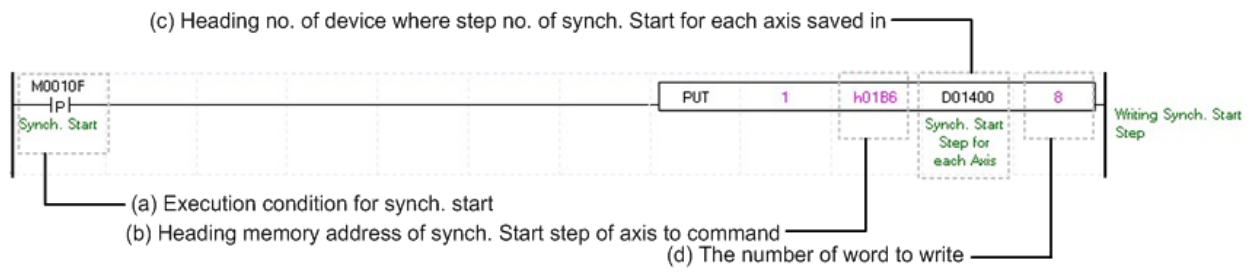 (c) Heading no. of device where step no. of synch. Start for each axis saved in
M0010F
P
Synch. Start
PUT 1 h01B6 D01400 8
Synch. Start
Step for
each Axis
Writing Synch. Start
Step
(a) Execution condition for synch. start
(b) Heading memory address of synch. Start step of axis to command
(d) The number of word to write